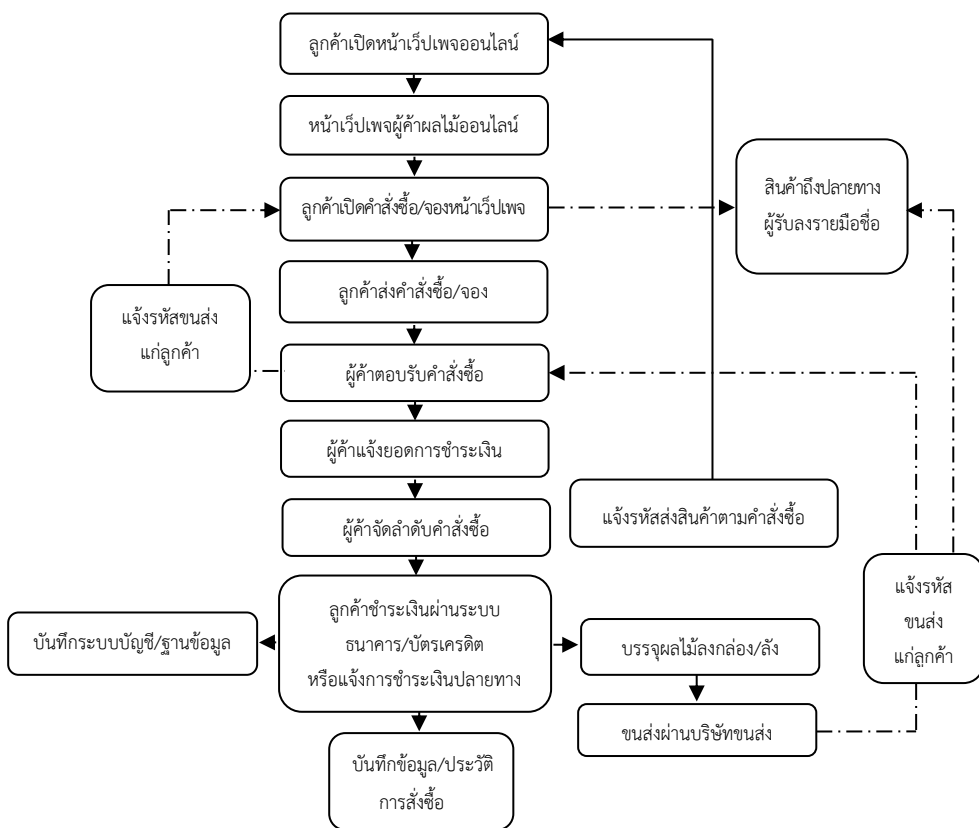 ลูกค้าเปิดหน้าเว็ปเพจออนไลน์
หน้าเว็ปเพจผู้ค้าผลไม้ออนไลน์
ลูกค้าเปิดคำสั่งซื้อ/จองหน้าเว็ปเพจ
สินค้าถึงปลายทาง
ผู้รับลงรายมือชื่อ
ลูกค้าส่งคำสั่งซื้อ/จอง
แจ้งรหัสขนส่ง
แก่ลูกค้า
ผู้ค้าตอบรับคำสั่งซื้อ
ผู้ค้าแจ้งยอดการชำระเงิน
แจ้งรหัสส่งสินค้าตามคำสั่งซื้อ
ผู้ค้าจัดลำดับคำสั่งซื้อ
แจ้งรหัส
ขนส่ง
แก่ลูกค้า
ลูกค้าชำระเงินผ่านระบบ
ธนาคาร/บัตรเครดิต
หรือแจ้งการชำระเงินปลายทาง
บันทึกระบบบัญชี/ฐานข้อมูล
บรรจุผลไม้ลงกล่อง/ลัง
ขนส่งผ่านบริษัทขนส่ง
บันทึกข้อมูล/ประวัติ
การสั่งซื้อ